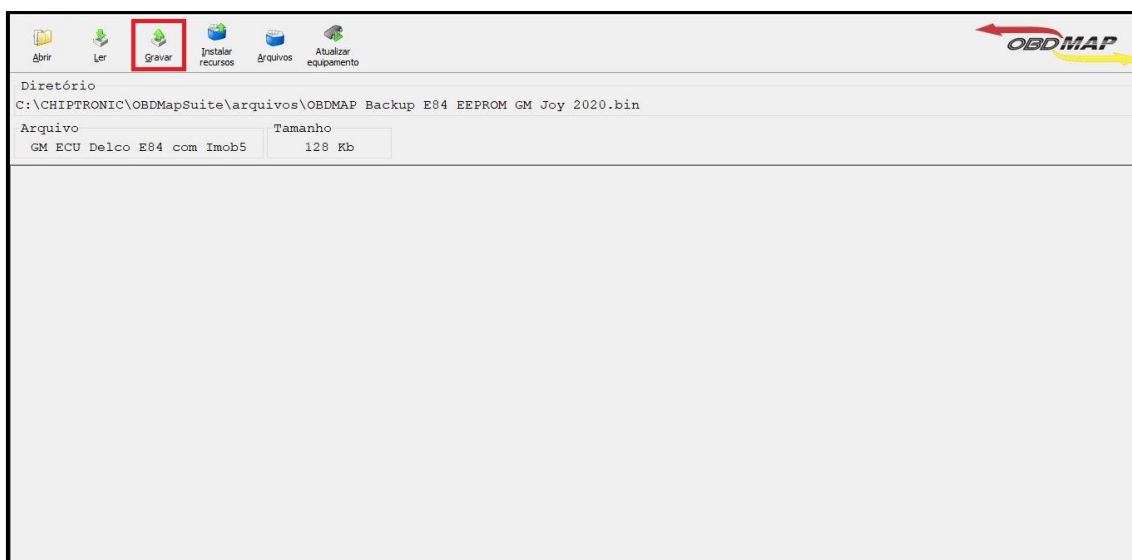 Abrir
Ler
Gravar
Instalar
recursos
Arquivos
Atualizar
equipamento
OBDMAP
Diretório
C:\CHIPTRONIC\OBDMapSuite\arquivos\OBDMAP Backup E84 EEPROM GM Joy 2020.bin
Arquivo
GM ECU Delco E84 com Imob5
Tamanho
128 Kb